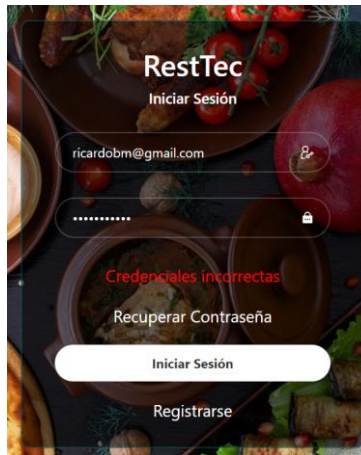 RestTec
Iniciar Sesión
ricardobm@gmail.com
•••••••••••
Credenciales incorrectas
Recuperar Contraseña
Iniciar Sesión
Registrarse